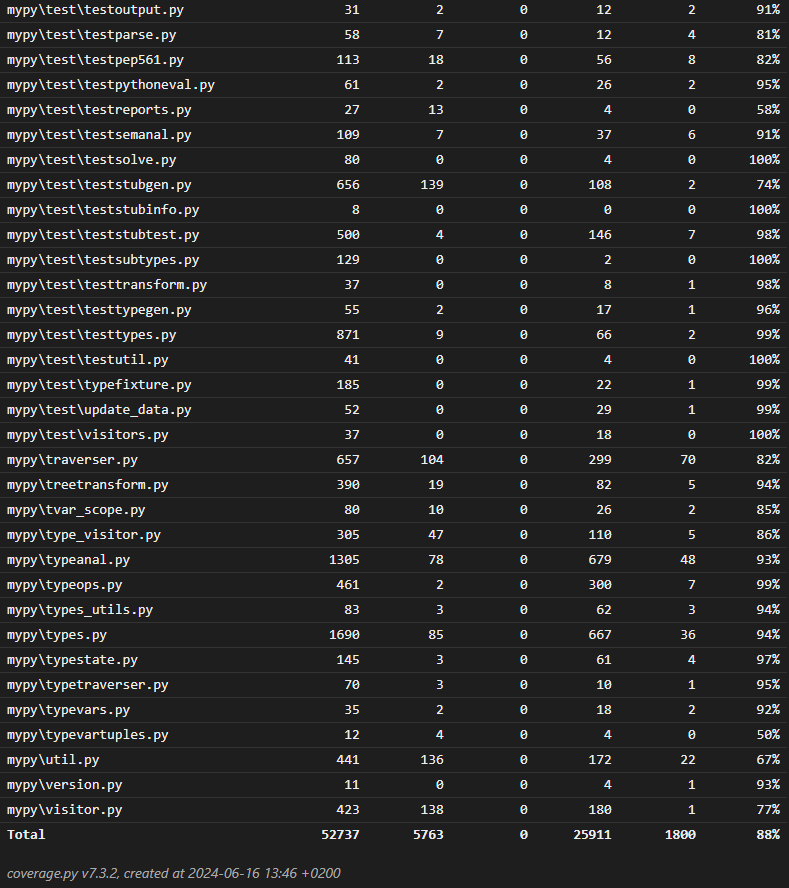 mypy\test\testoutput.py 31 2 0 12 2 91%
mypy\test\testparse.py 58 7 0 12 4 81%
mypy\test\testpep561.py 113 18 0 56 8 82%
mypy\test\testpythoneval.py 61 2 0 26 2 95%
mypy\test\testreports.py 27 13 0 4 0 58%
mypy\test\testsemanal.py 109 7 0 37 6 91%
mypy\test\testsolve.py 80 0 0 4 0 100%
mypy\test\teststubgen.py 656 139 0 108 2 74%
mypy\test\teststubinfo.py 8 0 0 0 0 100%
mypy\test\teststubtest.py 500 4 0 146 7 98%
mypy\test\testsubtypes.py 129 0 0 2 0 100%
mypy\test\testtransform.py 37 0 0 8 1 98%
mypy\test\testtypegen.py 55 2 0 17 1 96%
mypy\test\testtypes.py 871 9 0 66 2 99%
mypy\test\testutil.py 41 0 0 4 0 100%
mypy\test\typefixture.py 185 0 0 22 1 99%
mypy\test\update_data.py 52 0 0 29 1 99%
mypy\test\visitors.py 37 0 0 18 0 100%
mypy\traverser.py 657 104 0 299 70 82%
mypy\treetransform.py 390 19 0 82 5 94%
mypy\tvar_scope.py 80 10 0 26 2 85%
mypy\type_visitor.py 305 47 0 110 5 86%
mypy\typeanal.py 1305 78 0 679 48 93%
mypy\typeops.py 461 2 0 300 7 99%
mypy\types_utils.py 83 3 0 62 3 94%
mypy\types.py 1690 85 0 667 36 94%
mypy\typestate.py 145 3 0 61 4 97%
mypy\typetraverser.py 70 3 0 10 1 95%
mypy\typevars.py 35 2 0 18 2 92%
mypy\typevartuples.py 12 4 0 4 0 50%
mypy\util.py 441 136 0 172 22 67%
mypy\version.py 11 0 0 4 1 93%
mypy\visitor.py 423 138 0 180 1 77%
Total 52737 5763 0 25911 1800 88%
coverage.py v7.3.2, created at 2024-06-16 13:46 +0200